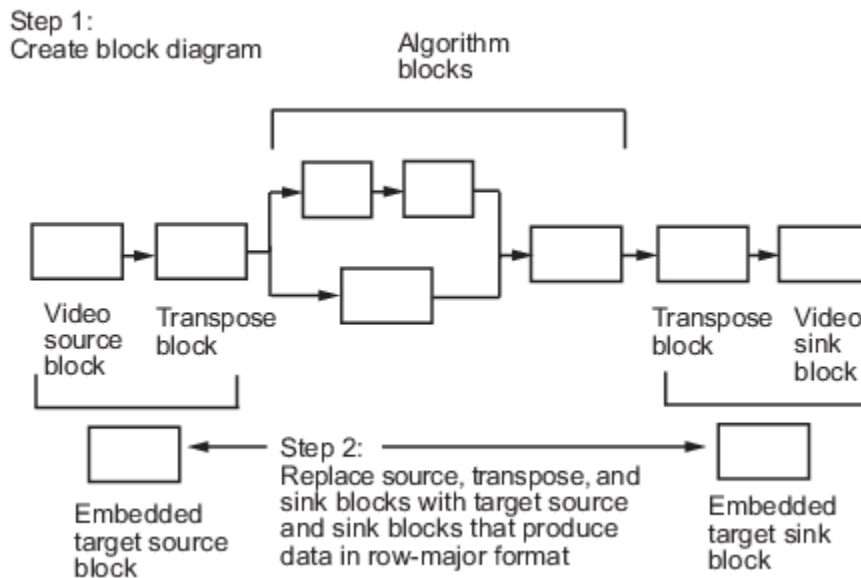 Step 1:
Create block diagram
Algorithm
blocks
Video
source
block
Transpose
block
Transpose
block
Video
sink
block
Step 2:
Replace source, transpose, and
sink blocks with target source
and sink blocks that produce
data in row-major format
Embedded
target source
block
Embedded
target sink
block